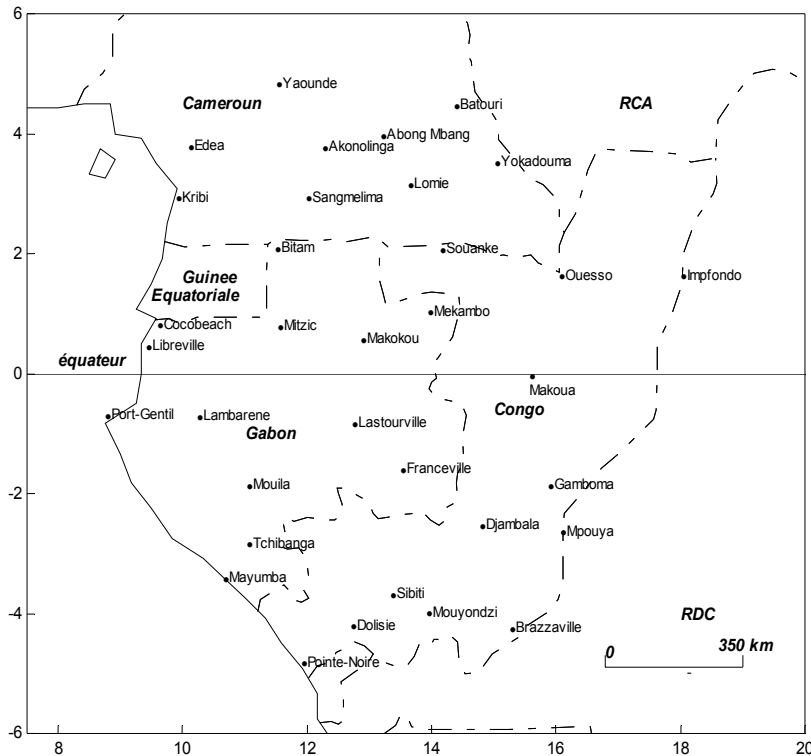 6
Yaounde
Cameroun
Batouri
RCA
4
Abong Mbang
Edea
Akonolinga
Yokadouma
Lomie
Kribi
Sangmelima
2
Bitam
Souanke
Guinee
Equatoriale
Ouesso
Impfondo
Mekambo
Cocobeach
Mitzic
Makokou
Libreville
équateur
0
Makoua
Port-Gentil
Lambarene
Congo
Gabon
Lastourville
Franceville
-2
Mouila
Gamboma
Djambala
Mpouya
Tchibanga
Mayumba
Sibiti
-4
Mouyondzi
RDC
Dolisie
Brazzaville
0
350 km
Pointe-Noire
-6
8
10
12
14
16
18
20